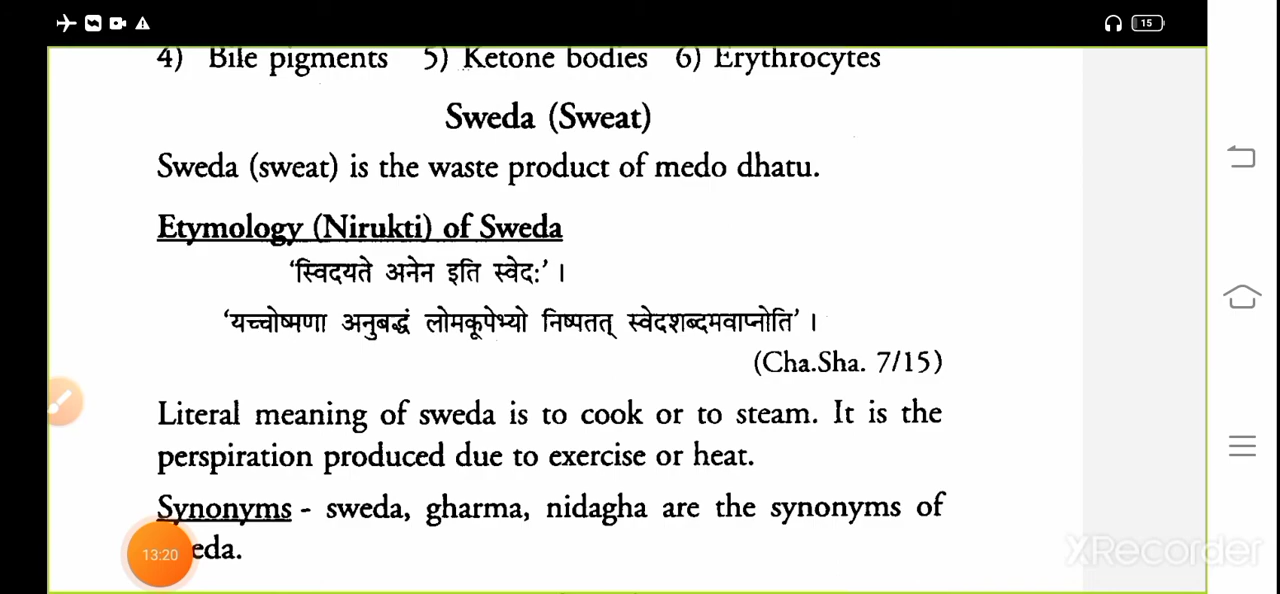 15
4) Bile pigments 5) Ketone bodies 6) Erythrocytes
Sweda (Sweat)
Sweda (sweat) is the waste product of medo dhatu.
Etymology (Nirukti) of Sweda
‘स्विदयते अनेन इति स्वेदः’ ।
‘यच्चोष्मणा अनुबद्धं लोमकूपेभ्यो निष्पतत् स्वेदशब्दमवाप्नोति’ ।
(Cha.Sha. 7/15)
Literal meaning of sweda is to cook or to steam. It is the
perspiration produced due to exercise or heat.
Synonyms - sweda, gharma, nidagha are the synonyms of
eda.
13:20
XRecorder